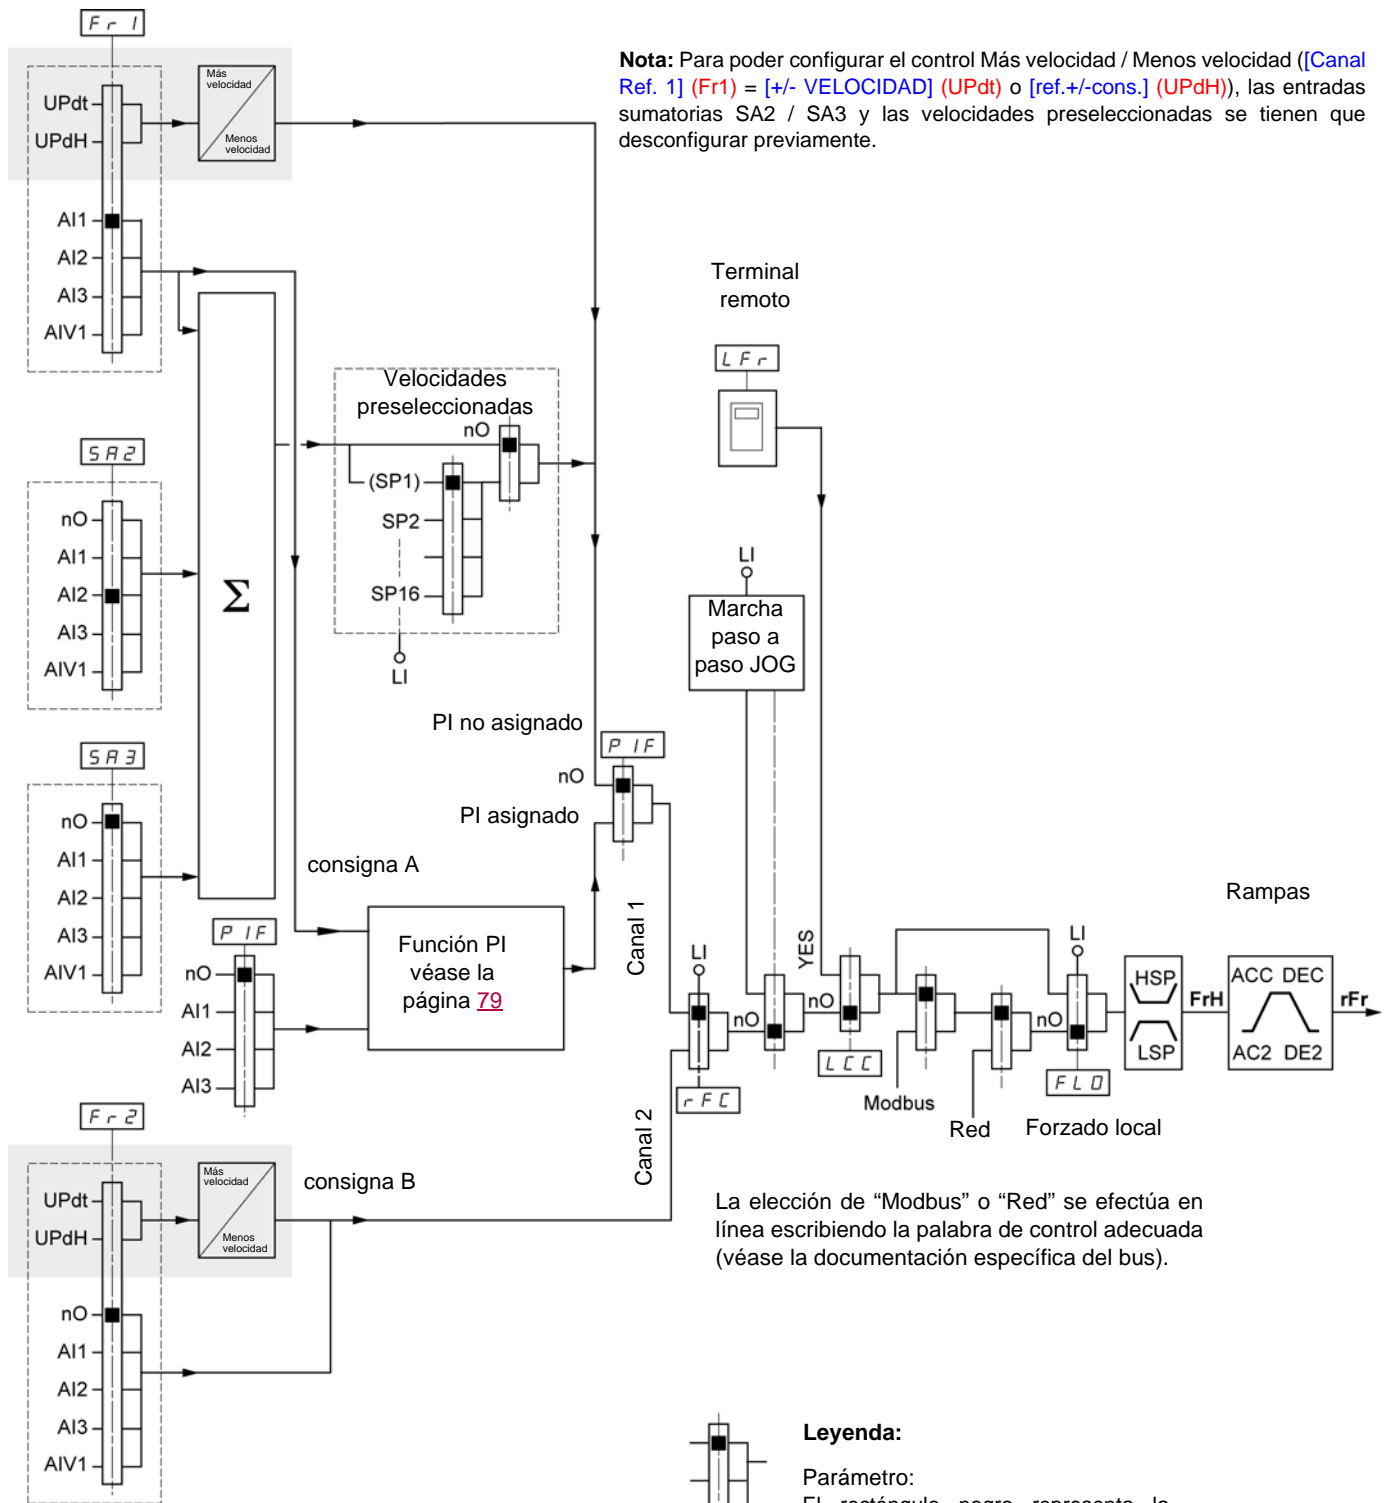 Fr1
Más velocidad
Menos velocidad
UPdt
UPdH
AI1
AI2
AI3
AIV1
Nota: Para poder configurar el control Más velocidad / Menos velocidad ([Canal
Ref. 1] (Fr1) = [+/- VELOCIDAD] (UPdt) o [ref.+/-cons.] (UPdH)), las entradas
sumatorias SA2 / SA3 y las velocidades preseleccionadas se tienen que
desconfigurar previamente.
Terminal
remoto
LFr
Velocidades
preseleccionadas
nO
(SP1)
SP2
SP16
LI
SA2
nO
AI1
AI2
AI3
AIV1
Σ
LI
Marcha
paso a
paso JOG
SA3
nO
AI1
AI2
AI3
AIV1
PI no asignado
PIF
nO
PI asignado
consigna A
PIF
nO
AI1
AI2
AI3
Función PI
véase la
página 79
Canal 1
LI
nO
rFC
YES
nO
LCC
Modbus
Red
nO
LI
FLO
Forzado local
Rampas
HSP
LSP
FrH
ACC DEC
AC2 DE2
rFr
Canal 2
Fr2
Más velocidad
Menos velocidad
UPdt
UPdH
nO
AI1
AI2
AI3
AIV1
consigna B
La elección de “Modbus” o “Red” se efectúa en
línea escribiendo la palabra de control adecuada
(véase la documentación específica del bus).
Leyenda:
Parámetro:
El rectángulo negro representa la